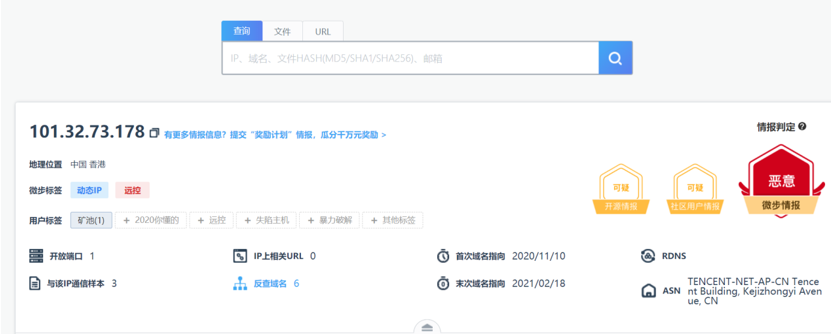 查询 文件 URL
IP、域名、文件HASH(MD5/SHA1/SHA256)、邮箱
101.32.73.178 有更多情报信息？提交“奖励计划”情报，瓜分千万元奖励 >
情报判定
地理位置 中国 香港
微步标签 动态IP 远控
可疑
开源情报
可疑
社区用户情报
恶意
微步情报
用户标签 矿池(1) + 2020你懂的 + 远控 + 失陷主机 + 暴力破解 + 其他标签
开放端口 1 IP上相关URL 0 首次域名指向 2020/11/10 RDNS
与该IP通信样本 3 反查域名 6 末次域名指向 2021/02/18 ASN TENCENT-NET-AP-CN Tence
nt Building, Kejizhongyi Aven
ue, CN